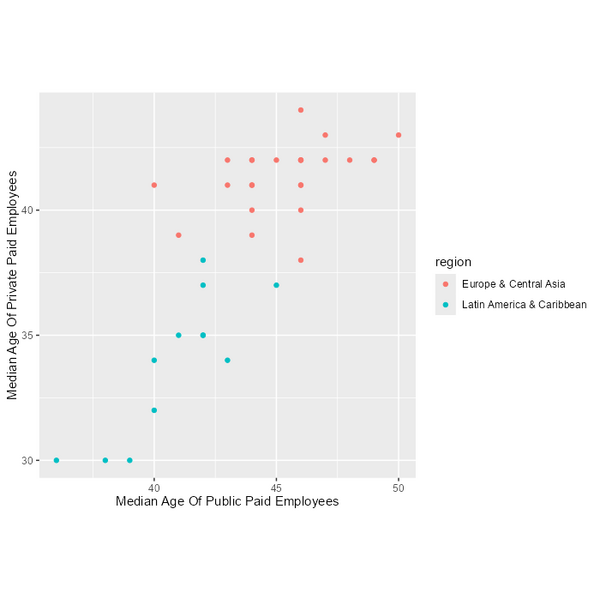 Median Age Of Private Paid Employees
40
35
30
40
45
50
Median Age Of Public Paid Employees
region
Europe & Central Asia
Latin America & Caribbean